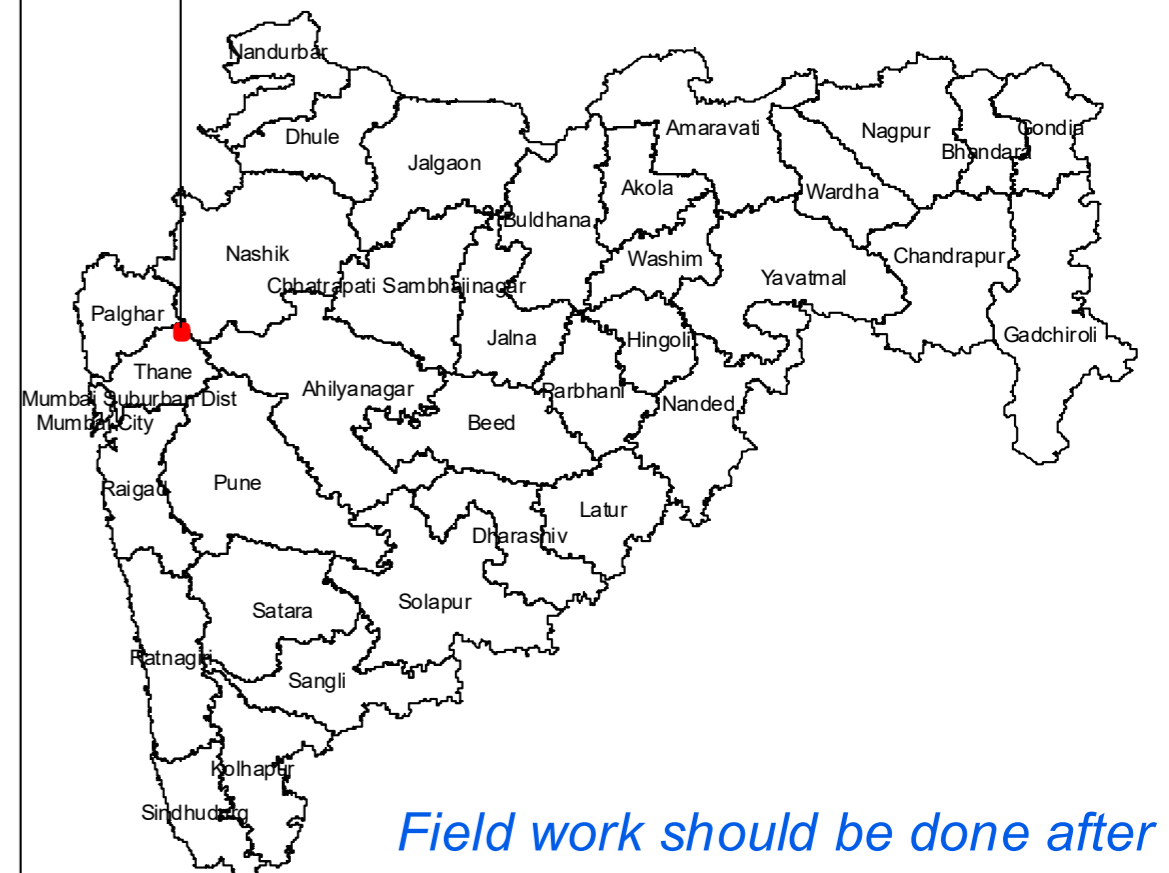 Nandurbar
Dhule
Jalgaon
Amaravati
Nagpur
Gondia
Bhandara
Akola
Wardha
Buldhana
Nashik
Washim
Chandrapur
Yavatmal
Chhatrapati Sambhajinagar
Palghar
Jalna
Hingoli
Gadchiroli
Thane
Ahilyanagar
Parbhani
Mumbai Suburban Dist
Nanded
Mumbai City
Beed
Pune
Raigad
Latur
Dharashiv
Solapur
Satara
Ratnagiri
Sangli
Kolhapur
Sindhudurg
Field work should be done after